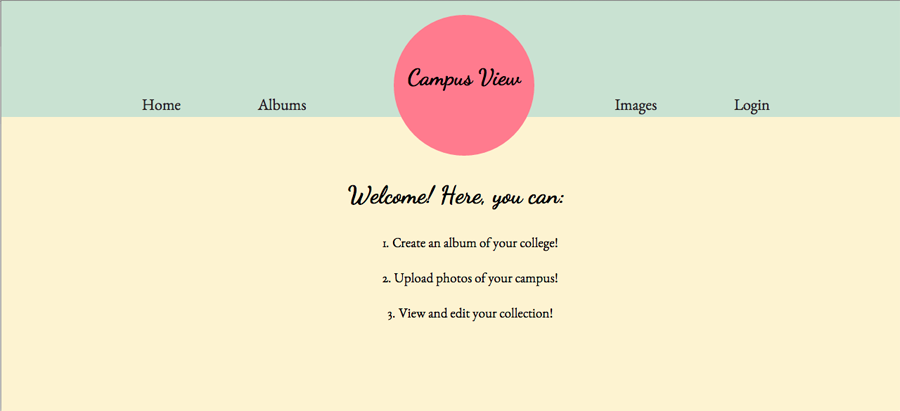 Campus View
Home Albums Images Login
Welcome! Here, you can:
1. Create an album of your college!
2. Upload photos of your campus!
3. View and edit your collection!